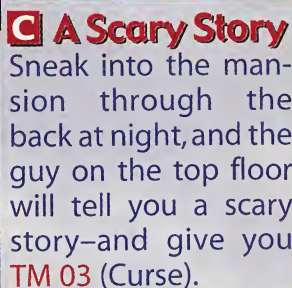 C A Scary Story
Sneak into the man-
sion through the
back at night, and the
guy on the top floor
will tell you a scary
story–and give you
TM 03 (Curse).